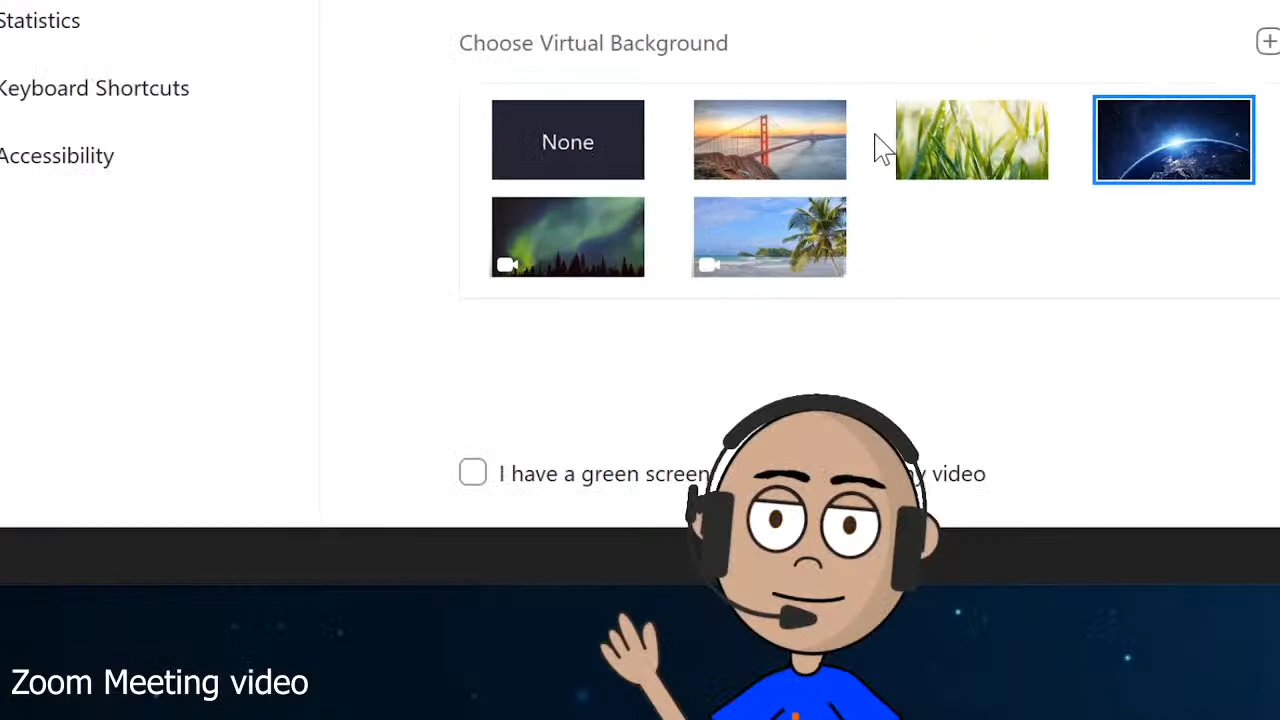 Statistics
Choose Virtual Background
Keyboard Shortcuts
None
Accessibility
I have a green screen
video
Zoom Meeting video